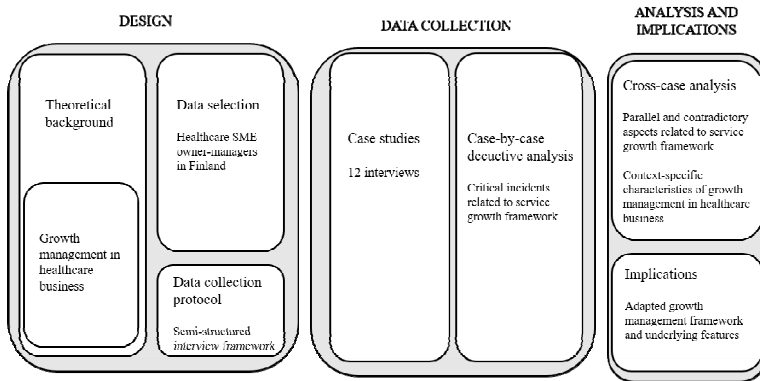 DESIGN
Theoretical
background
Growth
management in
healthcare
business
Data selection
Healthcare SME
owner-managers
in Finland
Data collection
protocol
Semi-structured
interview framework
DATA COLLECTION
Case studies
12 interviews
Case-by-case
deductive analysis
Critical incidents
related to service
growth framework
ANALYSIS AND
IMPLICATIONS
Cross-case analysis
Parallel and contradictory
aspects related to service
growth framework
Context-specific
characteristics of growth
management in healthcare
business
Implications
Adapted growth
management framework
and underlying features